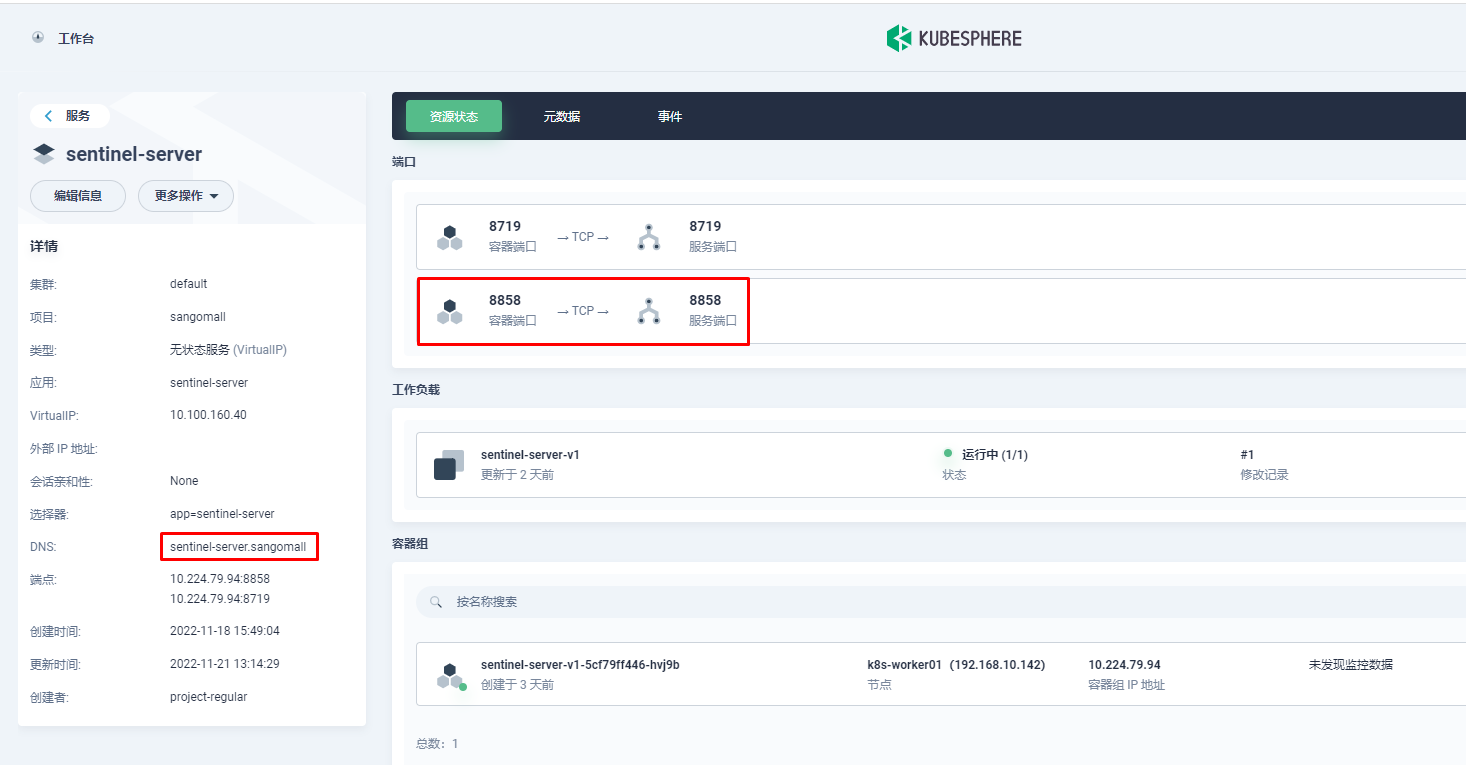 工作台
KUBESPHERE
服务
sentinel-server
编辑信息 更多操作
详情
集群: default
项目: sangomall
类型: 无状态服务 (VirtualIP)
应用: sentinel-server
VirtualIP: 10.100.160.40
外部 IP 地址:
会话亲和性: None
选择器: app=sentinel-server
DNS: sentinel-server.sangomall
端点: 10.224.79.94:8858
10.224.79.94:8719
创建时间: 2022-11-18 15:49:04
更新时间: 2022-11-21 13:14:29
创建者: project-regular
资源状态 元数据 事件
端口
8719 → TCP → 8719
容器端口 服务端口
8858 → TCP → 8858
容器端口 服务端口
工作负载
sentinel-server-v1 运行中 (1/1) #1
更新于 2 天前 状态 修改记录
容器组
按名称搜索
sentinel-server-v1-5cf79ff446-hvj9b k8s-worker01（192.168.10.142） 10.224.79.94 未发现监控数据
创建于 3 天前 节点 容器组 IP 地址
总数：1